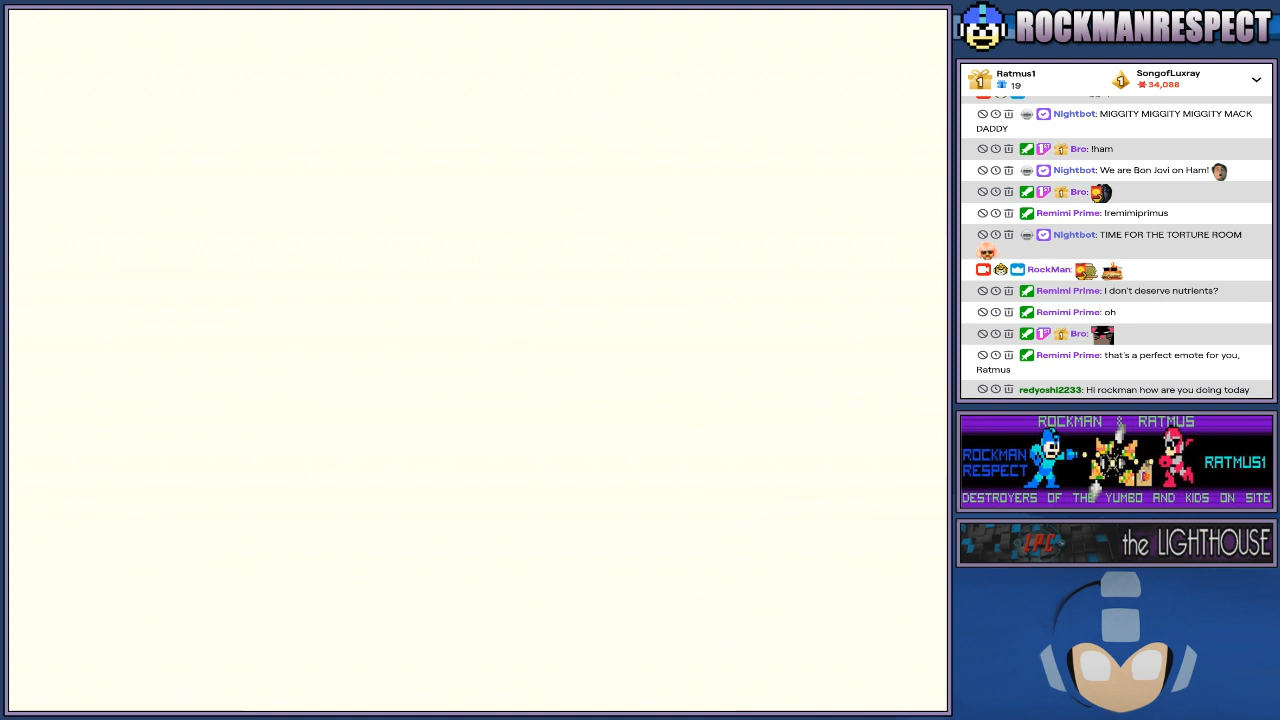 ROCKMANRESPECT
Ratmus1
19
SongofLuxray
34,088
Nightbot: MIGGITY MIGGITY MIGGITY MACK
DADDY
Bro: !ham
Nightbot: We are Bon Jovi on Ham!
Bro:
Remimi Prime: !remimiprimus
Nightbot: TIME FOR THE TORTURE ROOM
RockMan:
Remimi Prime: I don't deserve nutrients?
Remimi Prime: oh
Bro:
Remimi Prime: that's a perfect emote for you,
Ratmus
redyoshi2233: Hi rockman how are you doing today
ROCKMAN & RATMUS
ROCKMAN
RESPECT
RATMUS1
DESTROYERS OF THE YUMBO AND KIDS ON SITE
LPC
the LIGHTHOUSE